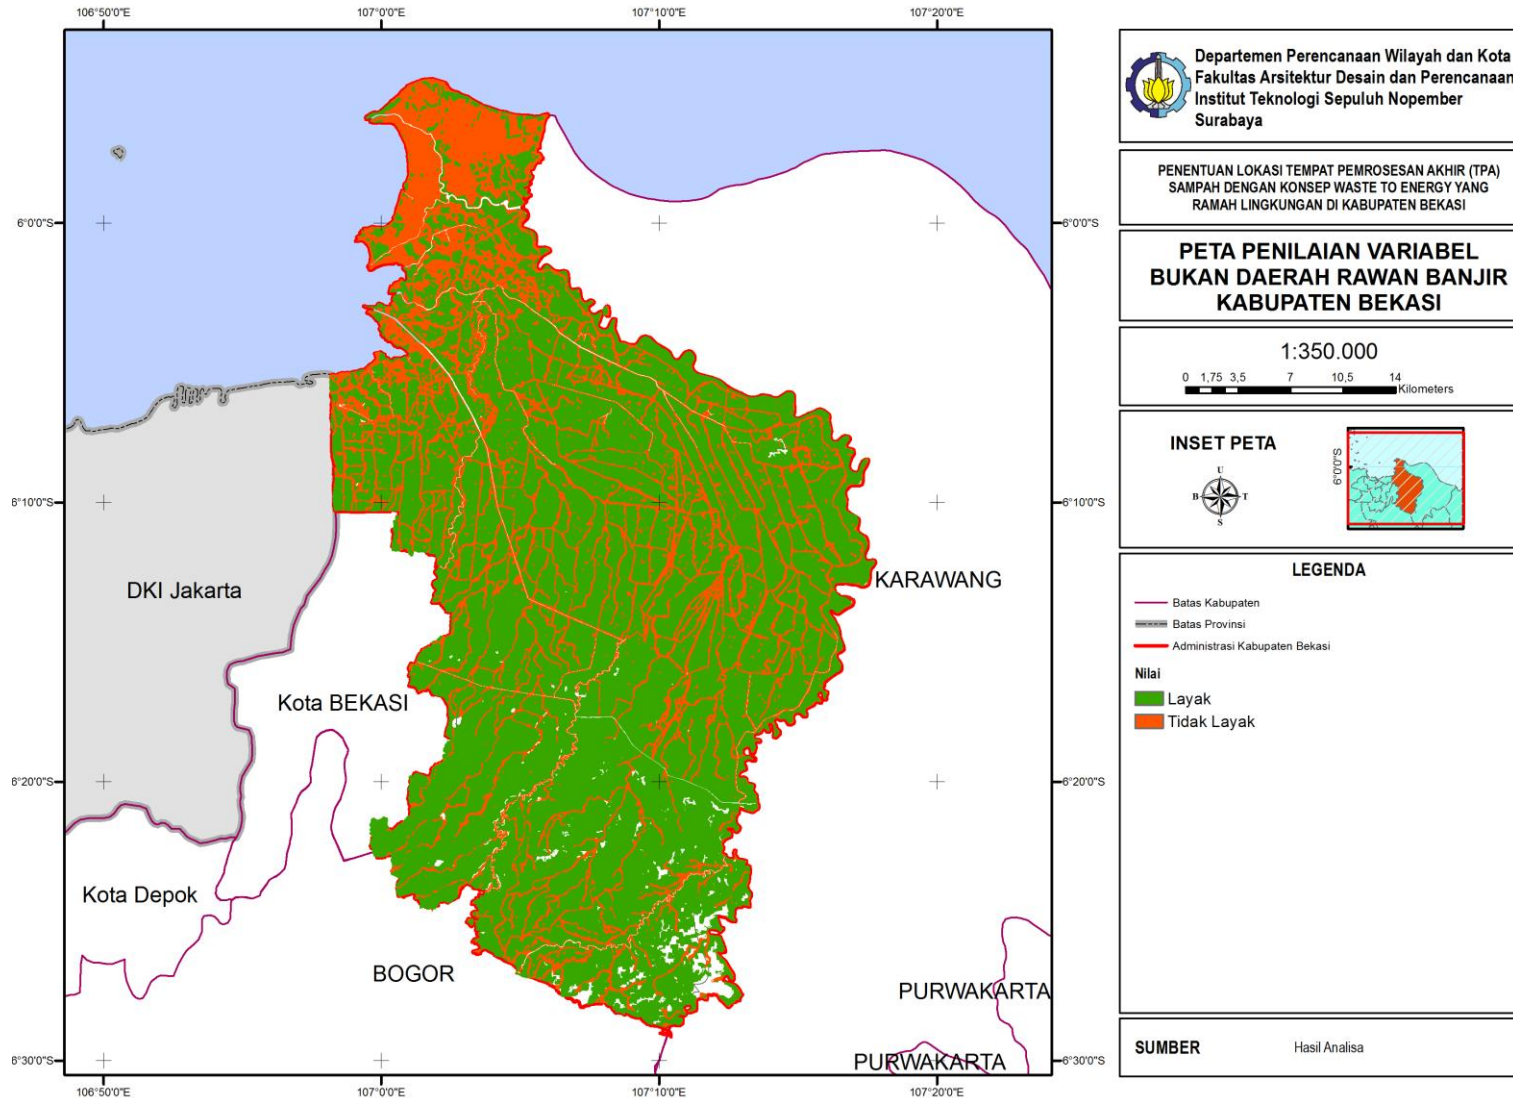 106°50'0"E
107°0'0"E
107°10'0"E
107°20'0"E
6°0'0"S
6°0'0"S
6°10'0"S
6°10'0"S
6°20'0"S
6°20'0"S
6°30'0"S
6°30'0"S
DKI Jakarta
KARAWANG
Kota BEKASI
Kota Depok
BOGOR
PURWAKARTA
PURWAKARTA
106°50'0"E
107°0'0"E
107°10'0"E
107°20'0"E
Departemen Perencanaan Wilayah dan Kota
Fakultas Arsitektur Desain dan Perencanaan
Institut Teknologi Sepuluh Nopember
Surabaya
PENENTUAN LOKASI TEMPAT PEMROSESAN AKHIR (TPA)
SAMPAH DENGAN KONSEP WASTE TO ENERGY YANG
RAMAH LINGKUNGAN DI KABUPATEN BEKASI
PETA PENILAIAN VARIABEL
BUKAN DAERAH RAWAN BANJIR
KABUPATEN BEKASI
1:350.000
0 1,75 3,5 7 10,5 14
Kilometers
INSET PETA
U
B T
S
6°0'0"S
LEGENDA
Batas Kabupaten
Batas Provinsi
Administrasi Kabupaten Bekasi
Nilai
Layak
Tidak Layak
SUMBER Hasil Analisa